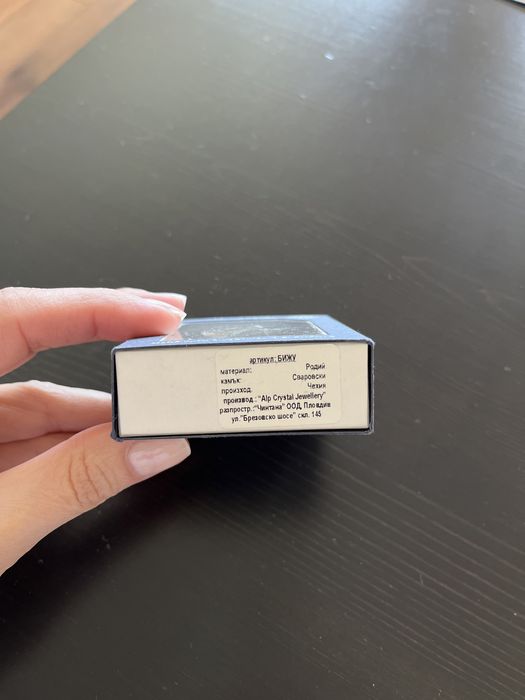 артикул: БИЖУ
материал: Родий
камък: Сваровски
произход. Чехия
производ.: "Alp Crystal Jewellery"
разпростр.:"Чинтана" ООД, Пловдив
ул."Брезовско шосе" скл. 145